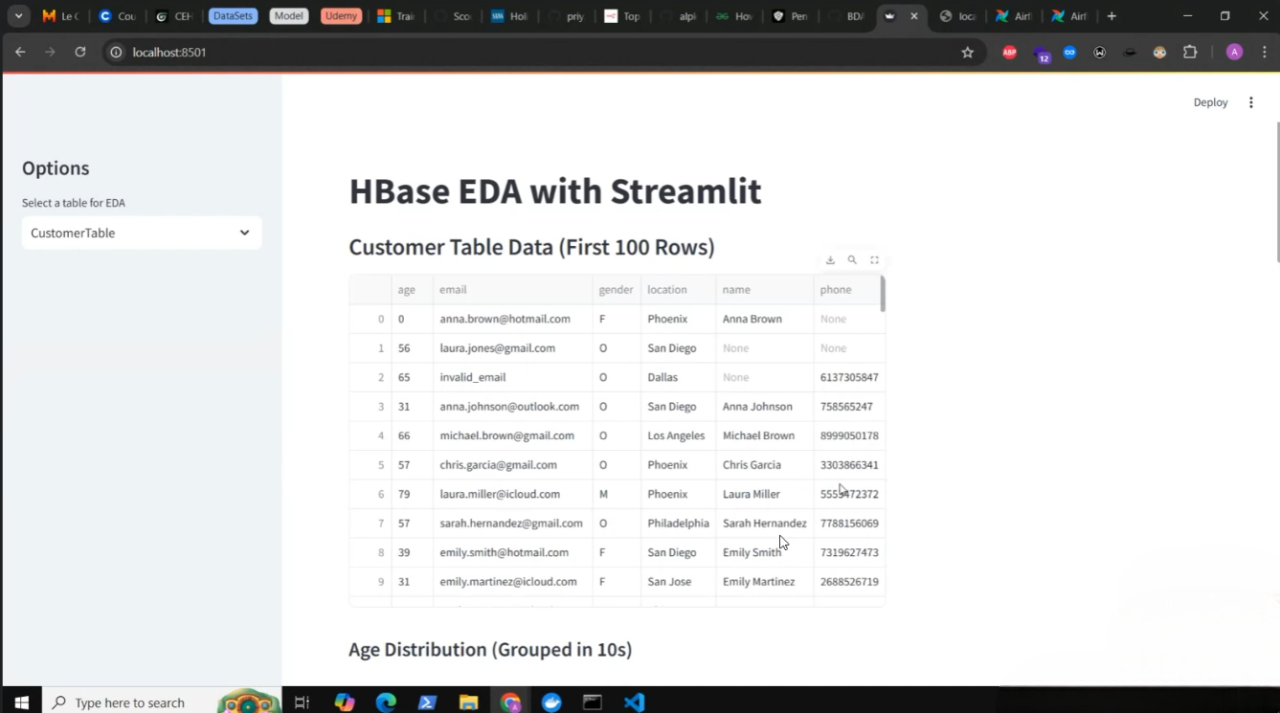 Le C
Cou
CEH
DataSets
Model
Udemy
Trai
Sco
Hol
priy
Top
alpl
Hov
Per
BDA
loca
Airf
Airf
localhost:8501
ABP
12
A
Deploy
Options
Select a table for EDA
CustomerTable
HBase EDA with Streamlit
Customer Table Data (First 100 Rows)
age email gender location name phone
0 0 anna.brown@hotmail.com F Phoenix Anna Brown None
1 56 laura.jones@gmail.com O San Diego None None
2 65 invalid_email O Dallas None 6137305847
3 31 anna.johnson@outlook.com O San Diego Anna Johnson 758565247
4 66 michael.brown@gmail.com O Los Angeles Michael Brown 8999050178
5 57 chris.garcia@gmail.com O Phoenix Chris Garcia 3303866341
6 79 laura.miller@icloud.com M Phoenix Laura Miller 5553472372
7 57 sarah.hernandez@gmail.com O Philadelphia Sarah Hernandez 7788156069
8 39 emily.smith@hotmail.com F San Diego Emily Smith 7319627473
9 31 emily.martinez@icloud.com F San Jose Emily Martinez 2688526719
Age Distribution (Grouped in 10s)
Type here to search